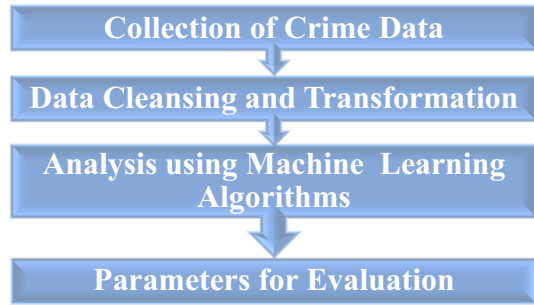 Collection of Crime Data
Data Cleansing and Transformation
Analysis using Machine Learning
Algorithms
Parameters for Evaluation